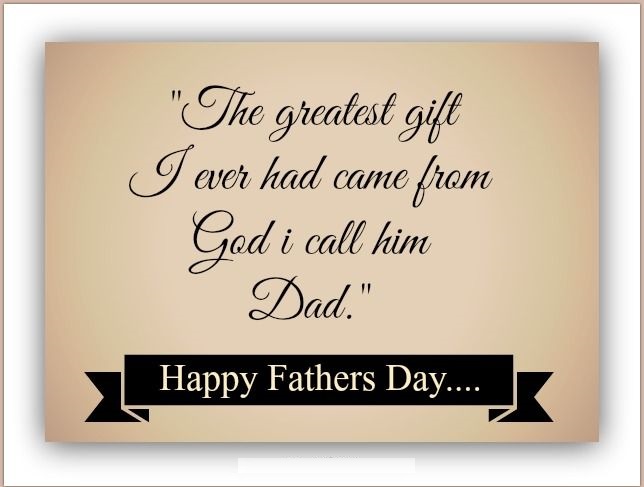 "The greatest gift
I ever had came from
God i call him
Dad."
Happy Fathers Day....